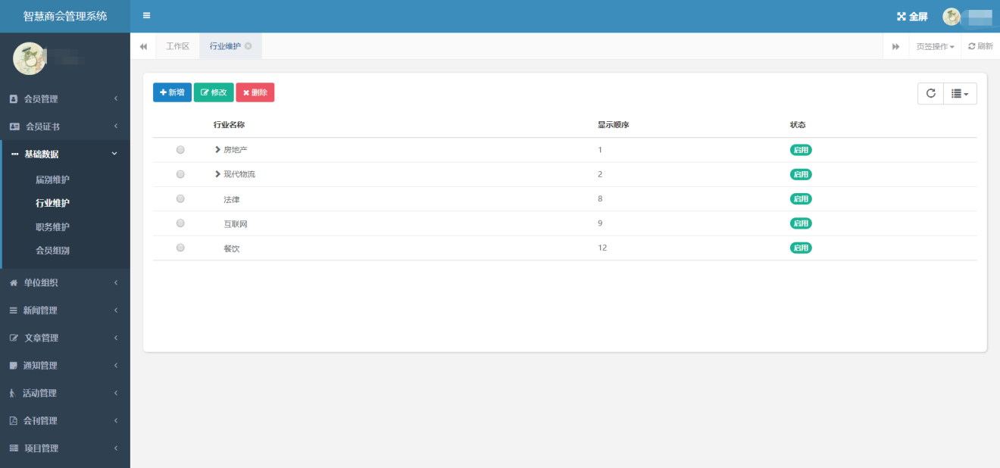 智慧商会管理系统
全屏
会员管理
会员证书
基础数据
届别维护
行业维护
职务维护
会员组别
单位组织
新闻管理
文章管理
通知管理
活动管理
会刊管理
项目管理
工作区 行业维护 页签操作 刷新
新增 修改 删除
行业名称 显示顺序 状态
房地产 1 启用
现代物流 2 启用
法律 8 启用
互联网 9 启用
餐饮 12 启用